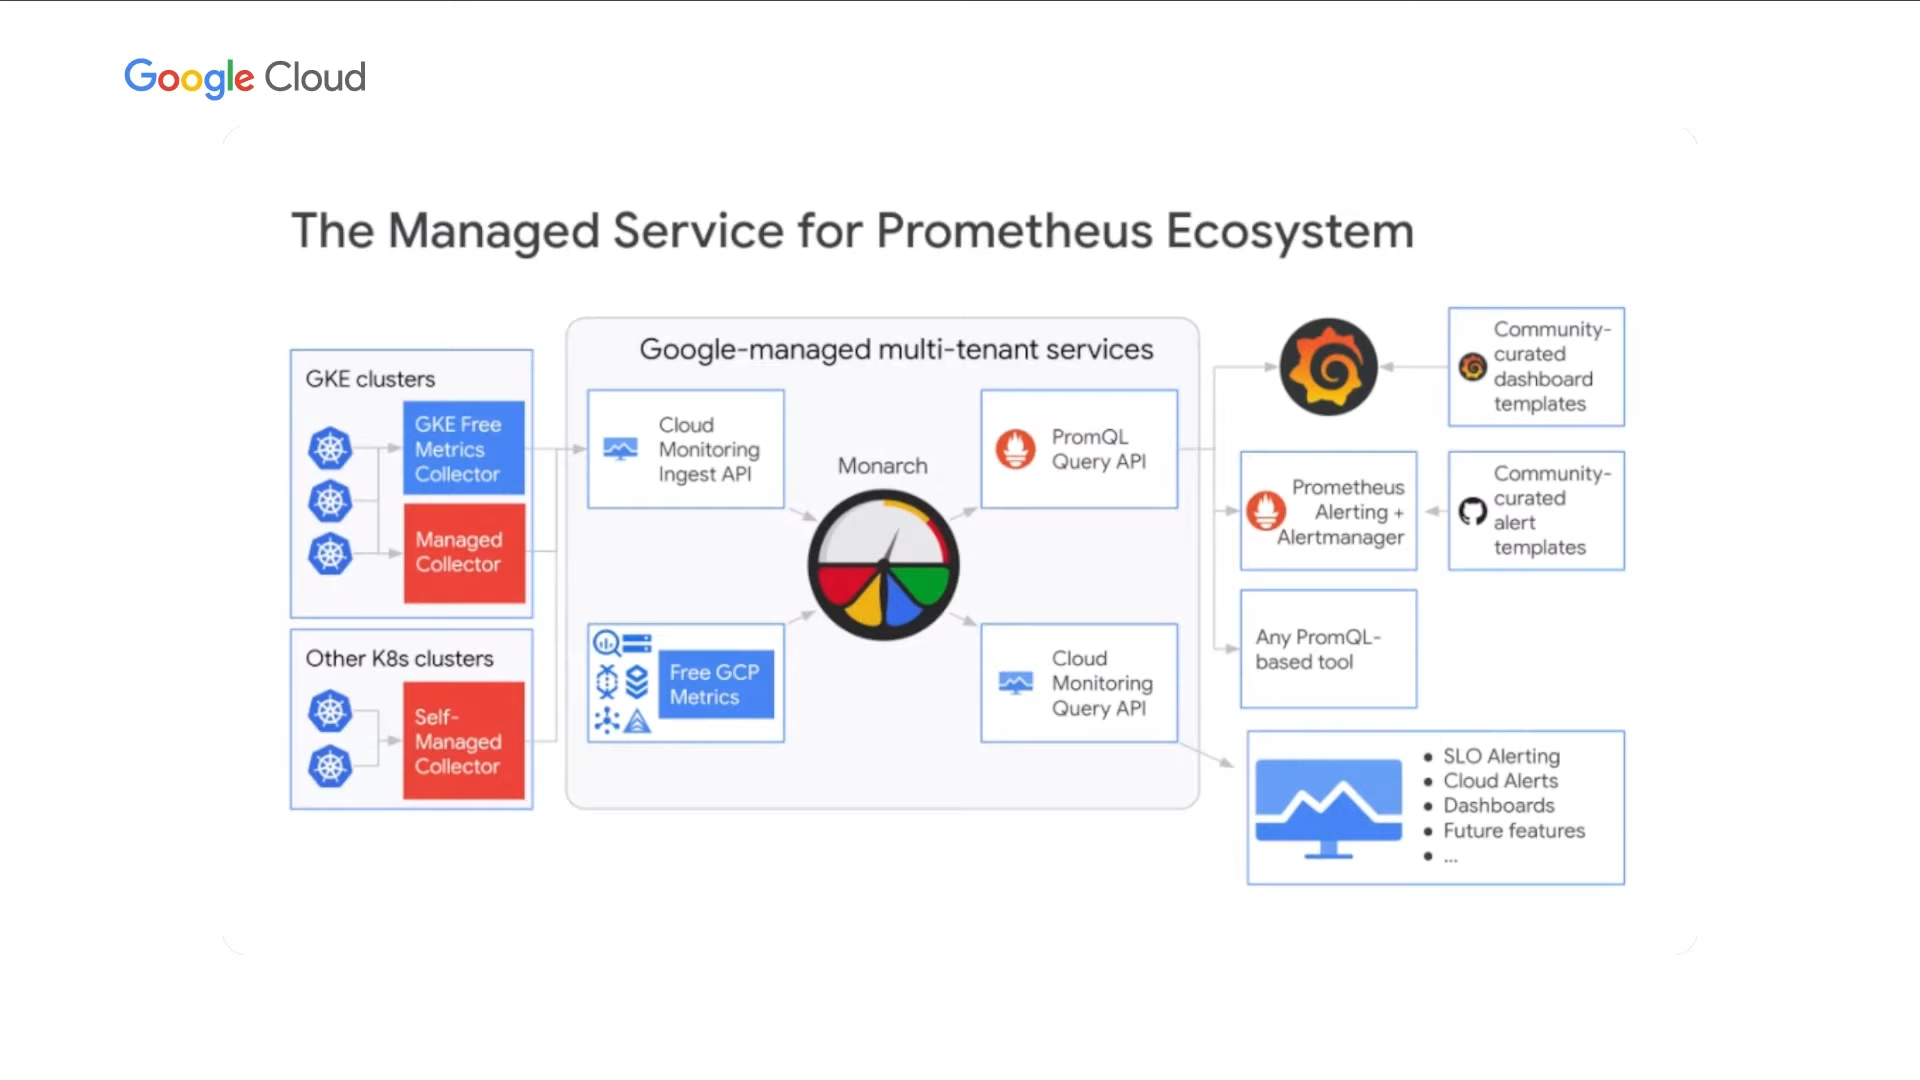 Google Cloud
The Managed Service for Prometheus Ecosystem
GKE clusters
GKE Free
Metrics
Collector
Managed
Collector
Other K8s clusters
Self-
Managed
Collector
Google-managed multi-tenant services
Cloud
Monitoring
Ingest API
Free GCP
Metrics
Monarch
PromQL
Query API
Cloud
Monitoring
Query API
Community-
curated
dashboard
templates
Prometheus
Alerting +
Alertmanager
Community-
curated
alert
templates
Any PromQL-
based tool
● SLO Alerting
● Cloud Alerts
● Dashboards
● Future features
● ...